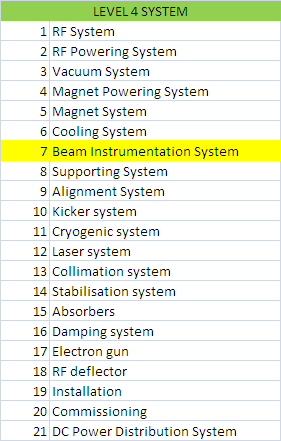 LEVEL 4 SYSTEM
1 RF System
2 RF Powering System
3 Vacuum System
4 Magnet Powering System
5 Magnet System
6 Cooling System
7 Beam Instrumentation System
8 Supporting System
9 Alignment System
10 Kicker system
11 Cryogenic system
12 Laser system
13 Collimation system
14 Stabilisation system
15 Absorbers
16 Damping system
17 Electron gun
18 RF deflector
19 Installation
20 Commissioning
21 DC Power Distribution System